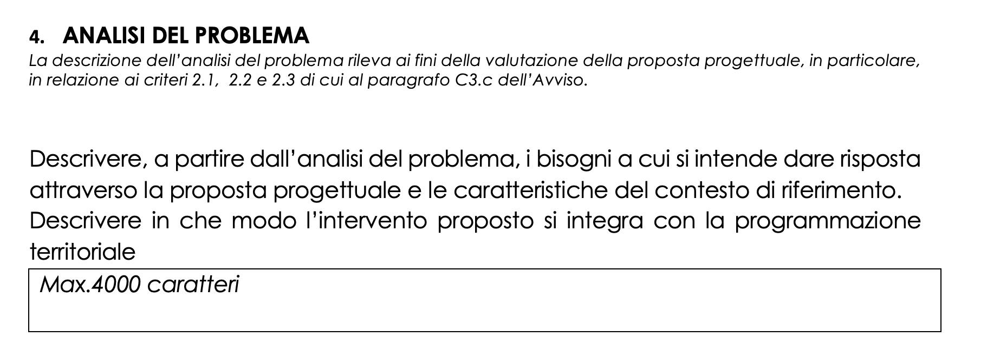 4. ANALISI DEL PROBLEMA
La descrizione dell’analisi del problema rileva ai fini della valutazione della proposta progettuale, in particolare,
in relazione ai criteri 2.1,  2.2 e 2.3 di cui al paragrafo C3.c dell’Avviso.
Descrivere, a partire dall’analisi del problema, i bisogni a cui si intende dare risposta
attraverso la proposta progettuale e le caratteristiche del contesto di riferimento.
Descrivere in che modo l’intervento proposto si integra con la programmazione
territoriale
Max.4000 caratteri